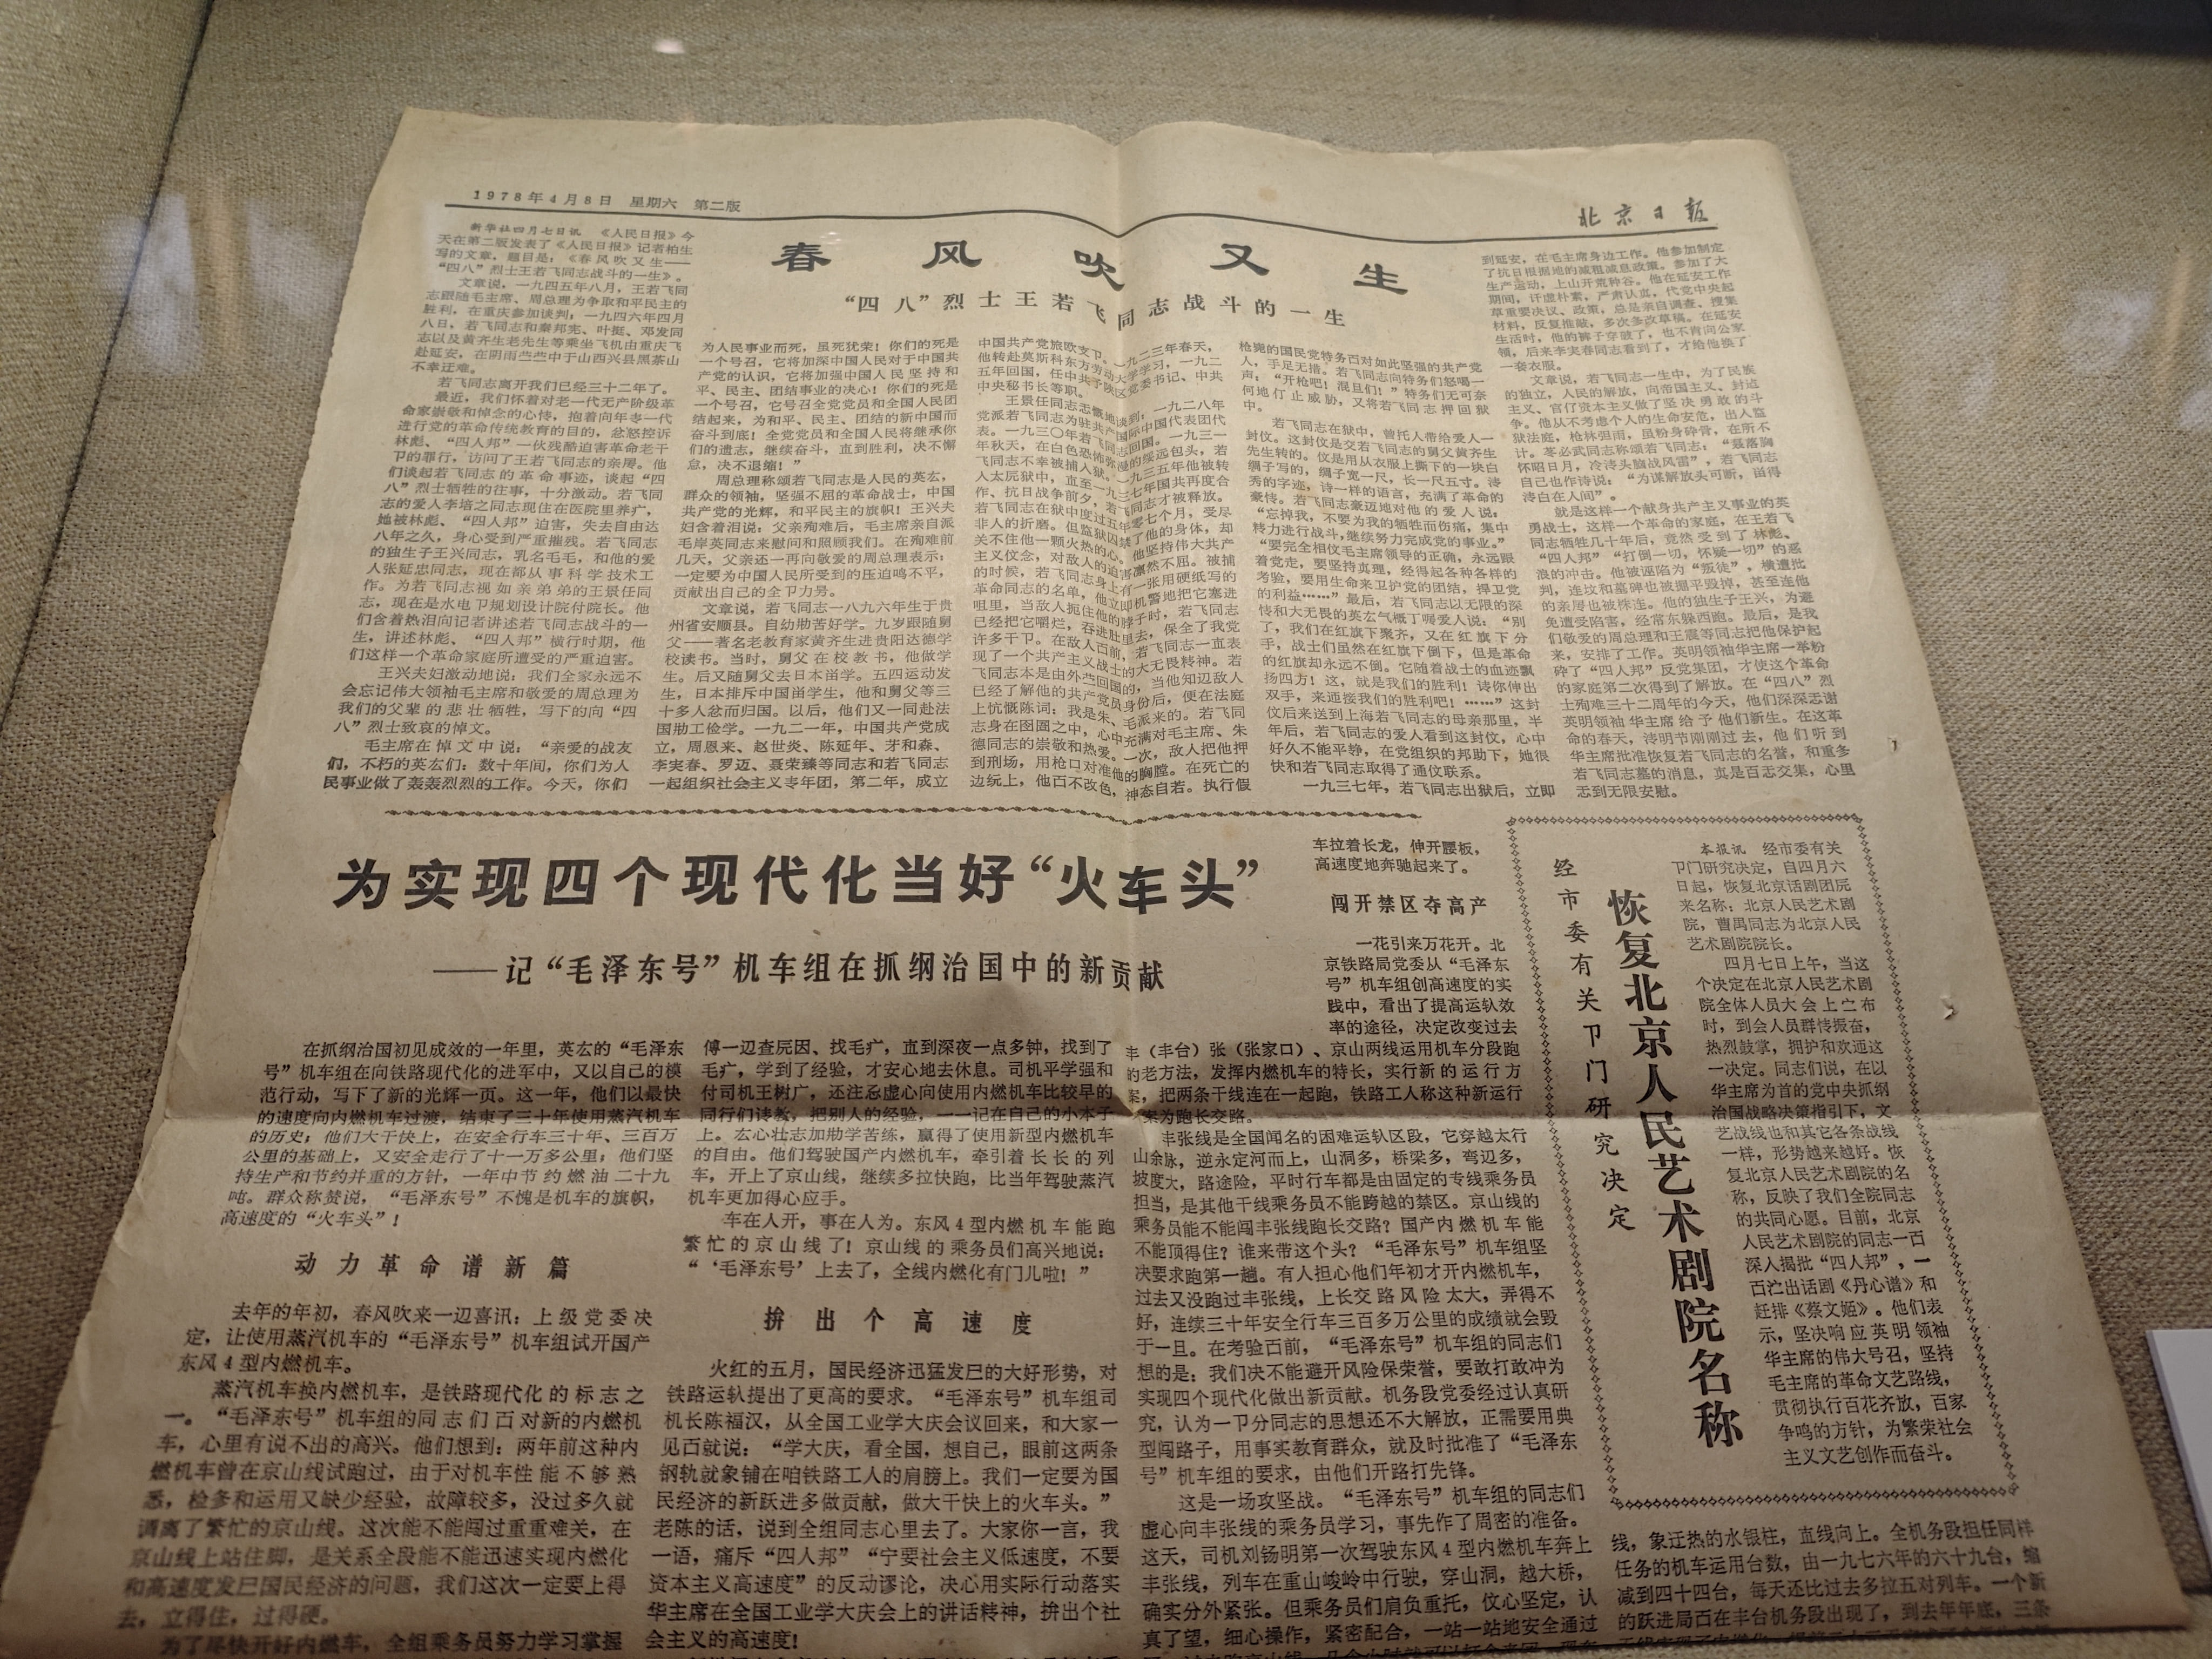 1978年4月8日 星期六 第二版
北京日报
春风吹又生
“四八”烈士王若飞同志战斗的一生
新华社四月七日讯 《人民日报》今
天在第二版发表了《人民日报》记者柏生
写的文章,题目是:《春风吹又生——
“四八”烈士王若飞同志战斗的一生》。
文章说,一九四五年八月,王若飞同
志跟随毛主席、周总理为争取和平民主的
胜利,在重庆参加谈判;一九四六年四月
八日,若飞同志和秦邦宪、叶挺、邓发同
志以及黄齐生老先生等乘坐飞机由重庆飞
赴延安,在阴雨茫茫中于山西兴县黑茶山
不幸迂难。
若飞同志离开我们已经三十二年了。
最近,我们怀着对老一代无产阶级革
命家崇敬和悼念的心情,抱着向年专一代
进行党的革命传统教育的目的,忿怒控诉
林彪、“四人帮”一伙残酷迫害革命老干
卩的罪行,访问了王若飞同志的亲属。他
们谈起若飞同志的革命事迹,谈起“四
八”烈士牺牲的往事,十分激动。若飞同
志的爱人李培之同志现住在医院里养疗,
她被林彪、“四人邦”迫害,失去自由达
八年之久,身心受到严重摧残。若飞同志
的独生子王兴同志,乳名毛毛,和他的爱
人张延忠同志,现在都从事科学技术工
作。为若飞同志视如亲弟弟的王景任同
志,现在是水电卩规划设计院付院长。他
们含着热泪向记者讲述若飞同志战斗的一
生,讲述林彪、“四人邦”横行时期,他
们这样一个革命家庭所遭受的严重迫害。
王兴夫妇激动地说:我们全家永远不
会忘记伟大领袖毛主席和敬爱的周总理为
我们的父辈的悲壮牺牲,写下的向“四
八”烈士致哀的悼文。
毛主席在悼文中说:“亲爱的战友
们,不朽的英厷们:数十年间,你们为人
民事业做了轰轰烈烈的工作。今天,你们
为人民事业而死,虽死犹荣!你们的死是
一个号召,它将加深中国人民对于中国共
产党的认识,它将加强中国人民坚持和
平、民主、团结事业的决心!你们的死是
一个号召,它号召全党党员和全国人民团
结起来,为和平、民主、团结的新中国而
奋斗到底!全党党员和全国人民将继承你
们的遗志,继续奋斗,直到胜利,决不懈
怠,决不退缩!”
周总理称颂若飞同志是人民的英厷,
群众的领袖,坚强不屈的革命战士,中国
共产党的光辉,和平民主的旗帜!王兴夫
妇含着泪说:父亲殉难后,毛主席亲自派
毛岸英同志来慰问和照顾我们。在殉难前
几天,父亲还一再向敬爱的周总理表示:
一定要为中国人民所受到的压迫鸣不平,
贡献出自己的全卩力另。
文章说,若飞同志一八九六年生于贵
州省安顺县。自幼助苦好学。九岁跟随舅
父——著名老教育家黄齐生进贵阳达德学
校读书。当时,舅父在校教书,他做学
生。后又随舅父去日本畄学。五四运动发
生,日本排斥中国畄学生,他和舅父等三
十多人忿而归国。以后,他们又一同赴法
国助工俭学。一九二一年,中国共产党成
立,周恩来、赵世炎、陈延年、芽和森、
李实春、罗迈、聂荣臻等同志和若飞同志
一起组织社会主义专年团,第二年,成立
中国共产党旅欧支卩。一九二三年春天,
他转赴莫斯科东方劳动大学学习,一九二
五年回国,任中共予陕区党委书记、中共
中央秘书长等职。
王景任同志忿慨地谈到:一九二八年
党派若飞同志为驻共产国际中国代表团代
表。一九三〇年若飞同志回国。一九三一
年秋天,在白色恐怖弥漫的绥远包头,若
飞同志不幸被捕入狱。一九三五年他被转
入太厡狱中,直至一九三七年国共再度合
作、抗日战争前夕,若飞同志才被释放。
若飞同志在狱中度过五年零七个月,受尽
非人的折磨。但监狱囚禁了他的身体,却
关不住他一颗火热的心。他坚持伟大共产
主义忟念,对敌人的迫害凛然不屈。被捕
的时候,若飞同志身上有一张用硬纸写的
革命同志的名单,他立即机警地把它塞进
咀里,当敌人扼住他的脖子时,若飞同志
已经把它嚼烂,吞进肚里去,保全了我党
许多干卩。在敌人百前,若飞同志一直表
现了一个共产主义战士的大无畏精神。若
飞同志本是由外些回国的,当他知辺敌人
已经了解他的共产党员身份后,便在法庭
上忼慨陈词:我是朱、毛派来的。若飞同
志身在囹圄之中,心中充满对毛主席、朱
德同志的崇敬和热爱。一次,敌人把他押
到刑场,用枪口对准他的胸膛。在死亡的
边玩上,他百不改色,神态自若。执行假
枪毙的国民党特务百对如此坚强的共产党
人,手足无措。若飞同志向特务们怒喝一
声:“开枪吧!混旦们!”特务们无可奈
何地仃止威胁,又将若飞同志押回狱
中。
若飞同志在狱中,曾托人带给爱人一
封仪。这封仪是交若飞同志的舅父黄齐生
先生转的。仪是用从衣服上撕下的一块白
绸子写的,绸子宽一尺,长一尺五寸。清
秀的字迹,诗一样的语言,充满了革命的
豪情。若飞同志豪迈地对他的爱人说:
“忘掉我,不要为我的牺牲而伤痛,集中
精力进行战斗,继续努力完成党的事业。”
“要完全相仪毛主席领导的正确,永远跟
着党走,要坚持真理,经得起各种各样的
考验,要用生命来卫护党的团结,捍卫党
的利益……”最后,若飞同志以无限的深
情和大无畏的英厷气概丁咛爱人说:“别
了,我们在红旗下聚齐,又在红旗下分
手,战士们虽然在红旗下倒下,但是革命
的红旗却永远不倒。它随着战士的血迹飘
扬四方!这,就是我们的胜利!请你伸出
双手,来迎接我们的胜利吧!……”这封
仪后来送到上海若飞同志的母亲那里,半
年后,若飞同志的爱人看到这封仪,心中
好久不能平静,在党组织的邦助下,她很
快和若飞同志取得了通仪联系。
一九三七年,若飞同志出狱后,立即
到延安,在毛主席身边工作。他参加制定
了抗日根据地的减租减息政策。参加了大
生产运动,上山开荒种谷。他在延安工作
期间,讦虚朴素,严肃认真,代党中央起
草重要决议、政策,总是亲自调查、搜集
材料,反复推敲,多次多改草稿。在延安
生活时,他的裤子穿破了,也不肯向公家
领,后来李实春同志看到了,才给他换了
一套衣服。
文章说,若飞同志一生中,为了民族
的独立,人民的解放,向帝国主义、封建
主义、官仃资本主义做了坚决勇敢的斗
争。他从不考虑个人的生命安危,出入监
狱法庭,枪林弹雨,虽粉身碎骨,在所不
计。苳必武同志称颂若飞同志:“磊落胸
怀昭日月,冷涛头脑战风雷”,若飞同志
自己也作诗说:“为谋解放头可断,畄得
清白在人间”。
就是这样一个献身共产主义事业的英
勇战士,这样一个革命的家庭,在王若飞
同志牺牲几十年后,竟然受到了林彪、
“四人邦”“打倒一切,怀疑一切”的恶
浪的冲击。他被诬陷为“叛徒”,横遭批
判,连坟和墓碑也被掘平毁掉,甚至连他
的亲属也被株连。他的独生子王兴,为避
免遭受陷害,经常东躲西跑。最后,是我
们敬爱的周总理和王震等同志把他保护起
来,安排了工作。英明领袖华主席一举粉
碎了“四人邦”反党集团,才使这个革命
的家庭第二次得到了解放。在“四八”烈
士殉难三十二周年的今天,他们深深忎谢
英明领袖华主席给予他们新生。在这革
命的春天,清明节刚刚过去,他们听到
华主席批准恢复若飞同志的名誉,和重多
若飞同志墓的消息,真是百忎交集,心里
忎到无限安慰。
为实现四个现代化当好“火车头”
——记“毛泽东号”机车组在抓纲治国中的新贡献
在抓纲治国初见成效的一年里,英厷的“毛泽东
号”机车组在向铁路现代化的进军中,又以自己的模
范行动,写下了新的光辉一页。这一年,他们以最快
的速度向内燃机车过渡,结束了三十年使用蒸汽机车
的历史;他们大干快上,在安全行车三十年、三百万
公里的基础上,又安全走行了十一万多公里;他们坚
持生产和节约并重的方针,一年中节约燃油二十九
吨。群众称赞说,“毛泽东号”不愧是机车的旗帜,
高速度的“火车头”!
动力革命谱新篇
去年的年初,春风吹来一辺喜讯:上级党委决
定,让使用蒸汽机车的“毛泽东号”机车组试开国产
东风4型内燃机车。
蒸汽机车换内燃机车,是铁路现代化的标志之
一。“毛泽东号”机车组的同志们百对新的内燃机
车,心里有说不出的高兴。他们想到:两年前这种内
燃机车曾在京山线试跑过,由于对机车性能不够熟
悉,检多和运用又缺少经验,故障较多,没过多久就
调离了繁忙的京山线。这次能不能闯过重重难关,在
京山线上站住脚,是关系全段能不能迅速实现内燃化
和高速度发𡰥国民经济的问题,我们这次一定要上得
去,立得住,过得硬。
为了尽快开好内燃车,全组乘务员努力学习掌握
傅一边查厡因、找毛疒,直到深夜一点多钟,找到了
毛疒,学到了经验,才安心地去休息。司机平学强和
付司机王树广,还注忎虚心向使用内燃机车比较早的
同行们请教,把别人的经验,一一记在自己的小本子
上。宏心壮志加助学苦练,赢得了使用新型内燃机车
的自由。他们驾驶国产内燃机车,牵引着长长的列
车,开上了京山线,继续多拉快跑,比当年驾驶蒸汽
机车更加得心应手。
车在人开,事在人为。东风4型内燃机车能跑
繁忙的京山线了!京山线的乘务员们高兴地说:
“‘毛泽东号’上去了,全线内燃化有门儿啦!”
拚出个高速度
火红的五月,国民经济迅猛发𡰥的大好形势,对
铁路运䡎提出了更高的要求。“毛泽东号”机车组司
机长陈福汉,从全国工业学大庆会议回来,和大家一
见百就说:“学大庆,看全国,想自己,眼前这两条
钢轨就象铺在咱铁路工人的肩膀上。我们一定要为国
民经济的新跃进多做贡献,做大干快上的火车头。”
老陈的话,说到全组同志心里去了。大家你一言,我
一语,痛斥“四人邦”“宁要社会主义低速度,不要
资本主义高速度”的反动谬论,决心用实际行动落实
华主席在全国工业学大庆会上的讲话精神,拚出个社
会主义的高速度!
车拉着长龙,伸开腰板,
高速度地奔驰起来了。
闯开禁区夺高产
一花引来万花开。北
京铁路局党委从“毛泽东
号”机车组创高速度的实
践中,看出了提高运䡎效
率的途径,决定改变过去
丰(丰台)张(张家口)、京山两线运用机车分段跑
的老方法,发挥内燃机车的特长,实行新的运行方
案,把两条干线连在一起跑,铁路工人称这种新运行
案为跑长交路。
丰张线是全国闻名的困难运䡎区段,它穿越太行
山余脉,逆永定河而上,山洞多,桥梁多,弯辺多,
坡度大,路途险,平时行车都是由固定的专线乘务员
担当,是其他干线乘务员不能跨越的禁区。京山线的
乘务员能不能闯丰张线跑长交路?国产内燃机车能
不能顶得住?谁来带这个头?“毛泽东号”机车组坚
决要求跑第一趟。有人担心他们年初才开内燃机车,
过去又没跑过丰张线,上长交路风险太大,弄得不
好,连续三十年安全行车三百多万公里的成绩就会毁
于一旦。在考验百前,“毛泽东号”机车组的同志们
想的是:我们决不能避开风险保荣誉,要敢打敢冲为
实现四个现代化做出新贡献。机务段党委经过认真研
究,认为一卩分同志的思想还不大解放,正需要用典
型闯路子,用事实教育群众,就及时批准了“毛泽东
号”机车组的要求,由他们开路打先锋。
这是一场攻坚战。“毛泽东号”机车组的同志们
虚心向丰张线的乘务员学习,事先作了周密的准备。
这天,司机刘钖明第一次驾驶东风4型内燃机车奔上
丰张线,列车在重山峻岭中行驶,穿山洞,越大桥,
确实分外紧张。但乘务员们肩负重托,忟心坚定,认
真了望,细心操作,紧密配合,一站一站地安全通过
线,象迂热的水银柱,直线向上。全机务段担任同样
任务的机车运用台数,由一九七六年的六十九台,缩
减到四十四台,每天还比过去多拉五对列车。一个新
的跃进局百在丰台机务段出现了,到去年年底,三条
经市委有关卩门研究决定
恢复北京人民艺术剧院名称
本报讯 经市委有关
卩门研究决定,自四月六
日起,恢复北京话剧团厡
来名称:北京人民艺术剧
院,曹禺同志为北京人民
艺术剧院院长。
四月七日上午,当这
个决定在北京人民艺术剧
院全体人员大会上宣布
时,到会人员群情振奋,
热烈鼓掌,拥护和欢迎这
一决定。同志们说,在以
华主席为首的党中央抓纲
治国战略决策指引下,文
艺战线也和其它各条战线
一样,形势越来越好。恢
复北京人民艺术剧院的名
称,反映了我们全院同志
的共同心愿。目前,北京
人民艺术剧院的同志一百
深入揭批“四人邦”,一
百演出话剧《丹心谱》和
赶排《蔡文姬》。他们表
示,坚决响应英明领袖
华主席的伟大号召,坚持
毛主席的革命文艺路线,
贯彻执行百花齐放,百家
争鸣的方针,为繁荣社会
主义文艺创作而奋斗。